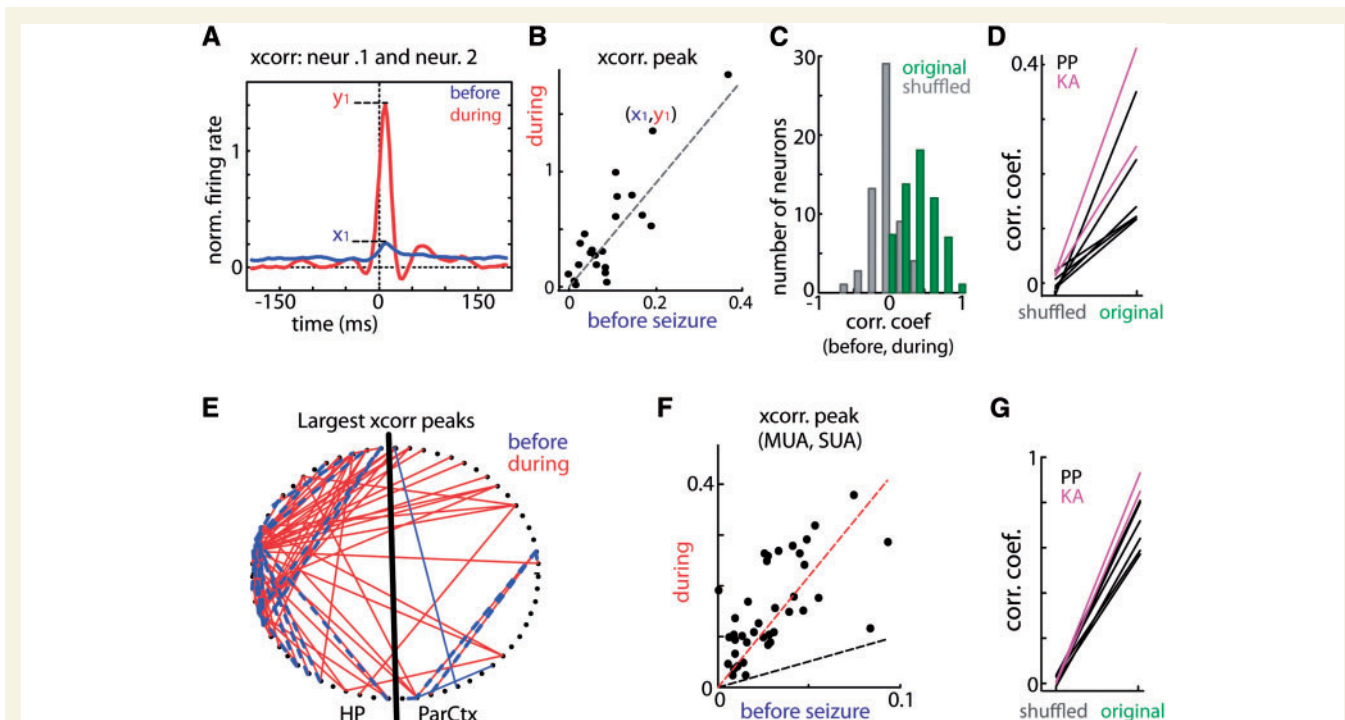 A
xcorr: neur .1 and neur. 2
y1
before
during
x1
norm. firing rate
1
0
-150
0
150
time (ms)
B
xcorr. peak
(x1,y1)
during
1
0
0
0.2
0.4
before seizure
C
30
20
10
0
original
shuffled
number of neurons
-1
0
1
corr. coef
(before, during)
D
0.4
PP
KA
corr. coef.
0
shuffled original
E
Largest xcorr peaks
before
during
HP
ParCtx
F
xcorr. peak
(MUA, SUA)
0.4
during
0
0
0.1
before seizure
G
1
PP
KA
corr. coef.
0
shuffled original